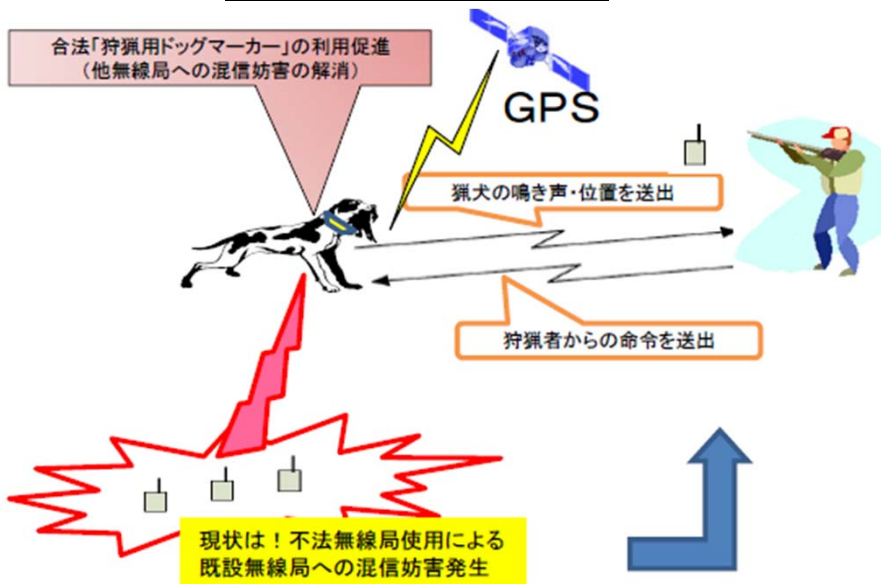 合法「狩猟用ドッグマーカー」の利用促進
（他無線局への混信妨害の解消）
GPS
猟犬の鳴き声・位置を送出
狩猟者からの命令を送出
現状は！不法無線局使用による
既設無線局への混信妨害発生